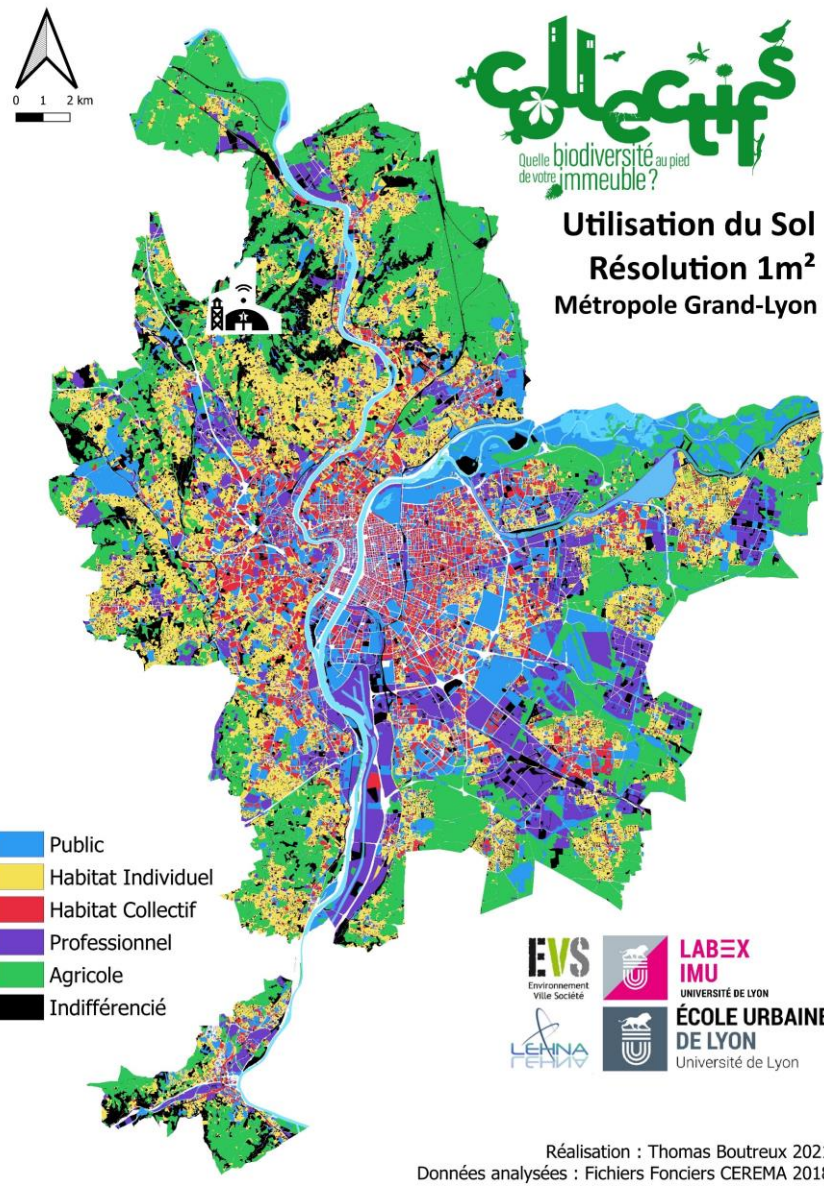 0 1 2 km
collectifs
Quelle biodiversité au pied
de votre immeuble ?
Utilisation du Sol
Résolution 1m²
Métropole Grand-Lyon
Public
Habitat Individuel
Habitat Collectif
Professionnel
Agricole
Indifférencié
EVS
Environnement
Ville Société
LEHNA
LABEX
IMU
UNIVERSITÉ DE LYON
ÉCOLE URBAINE
DE LYON
Université de Lyon
Réalisation : Thomas Boutreux 2021
Données analysées : Fichiers Fonciers CEREMA 2018